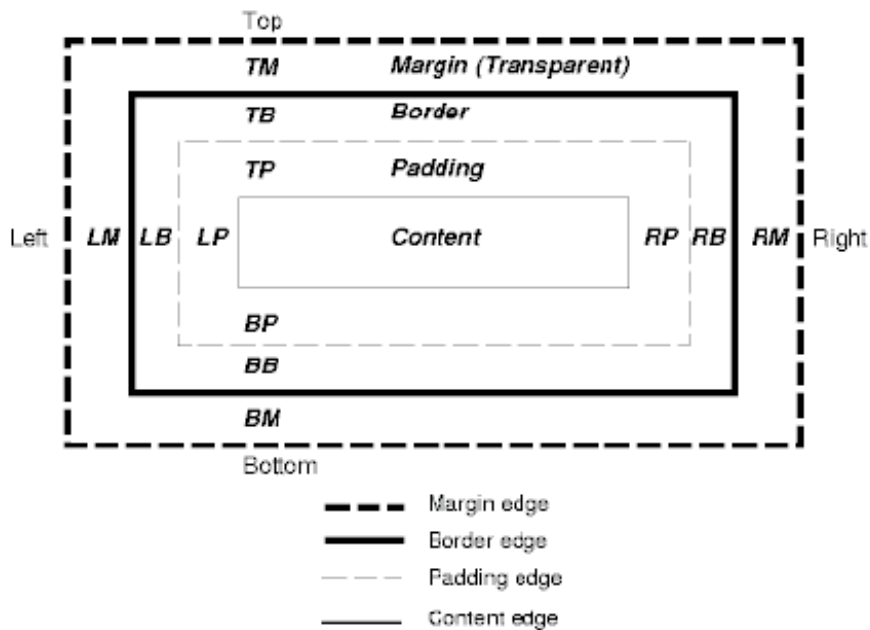 Top
TM Margin (Transparent)
TB Border
TP Padding
Left LM LB LP Content RP RB RM Right
BP
BB
BM
Bottom
Margin edge
Border edge
Padding edge
Content edge